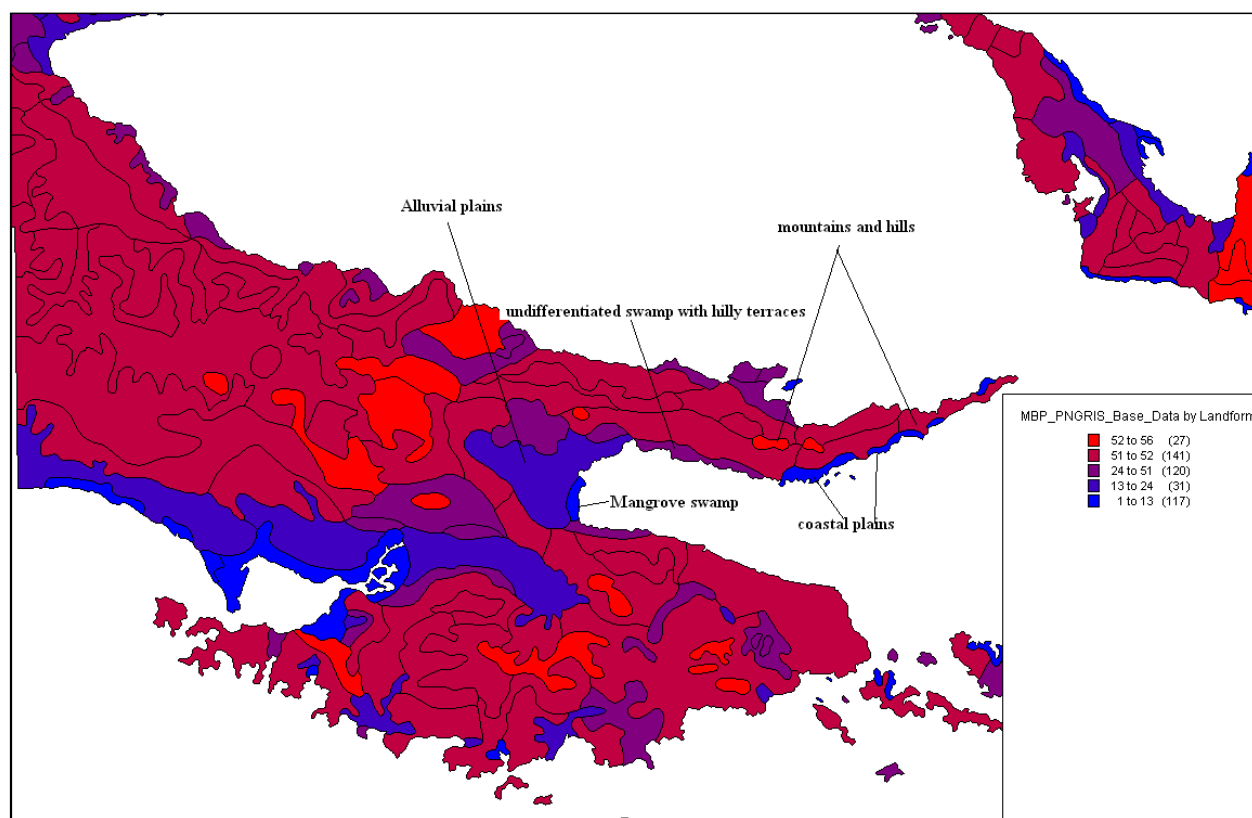 Alluvial plains
mountains and hills
undifferentiated swamp with hilly terraces
Mangrove swamp
coastal plains
MBP_PNGRIS_Base_Data by Landform
52 to 56 (27)
51 to 52 (141)
24 to 51 (120)
13 to 24 (31)
1 to 13 (117)